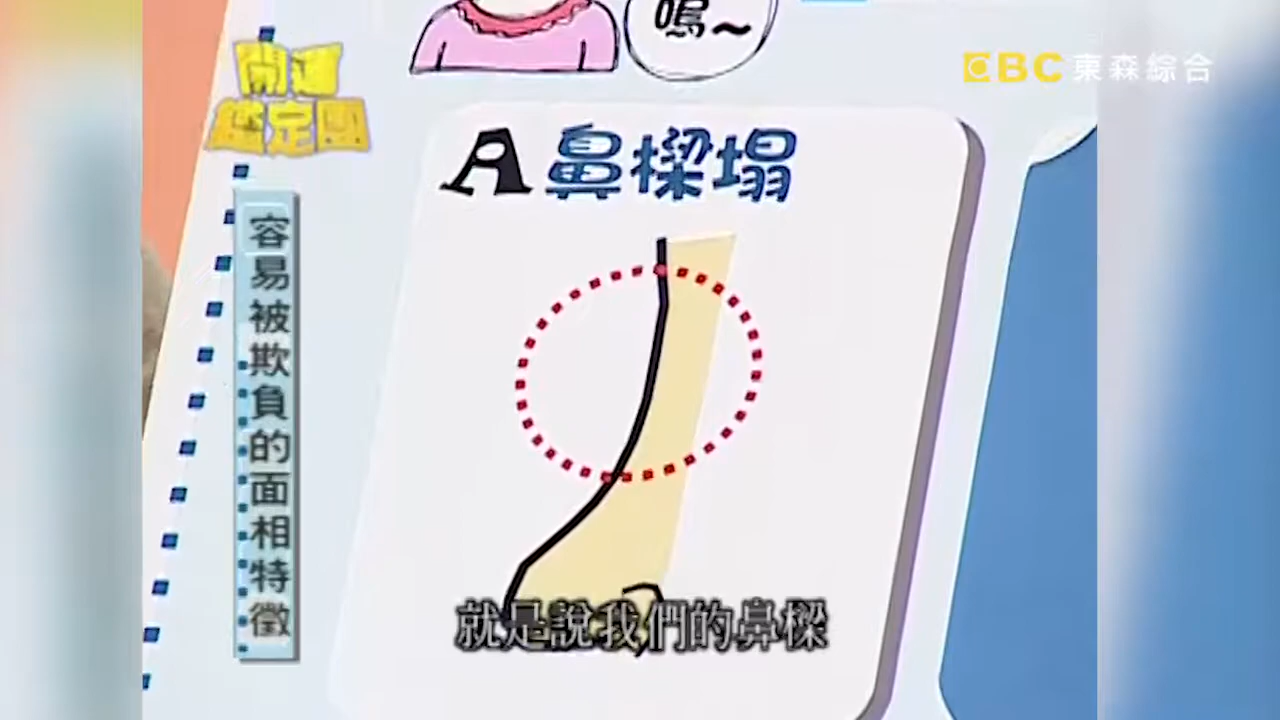 嗚~
EBC 東森綜合
開運
鑑定團
A 鼻樑塌
容易被欺負的面相特徵
就是說我們的鼻樑